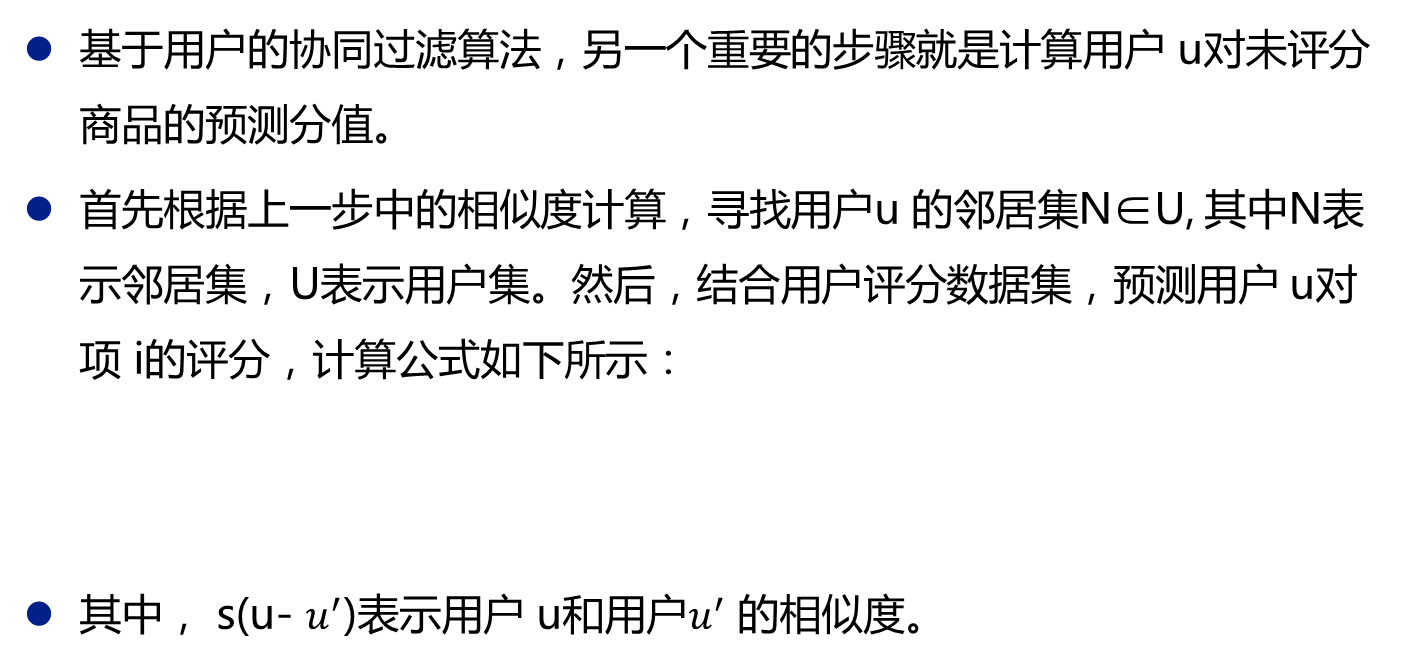 ● 基于用户的协同过滤算法，另一个重要的步骤就是计算用户 u对未评分
商品的预测分值。
● 首先根据上一步中的相似度计算，寻找用户u 的邻居集N∈U, 其中N表
示邻居集，U表示用户集。然后，结合用户评分数据集，预测用户 u对
项 i的评分，计算公式如下所示：
● 其中， s(u- u′)表示用户 u和用户u′ 的相似度。